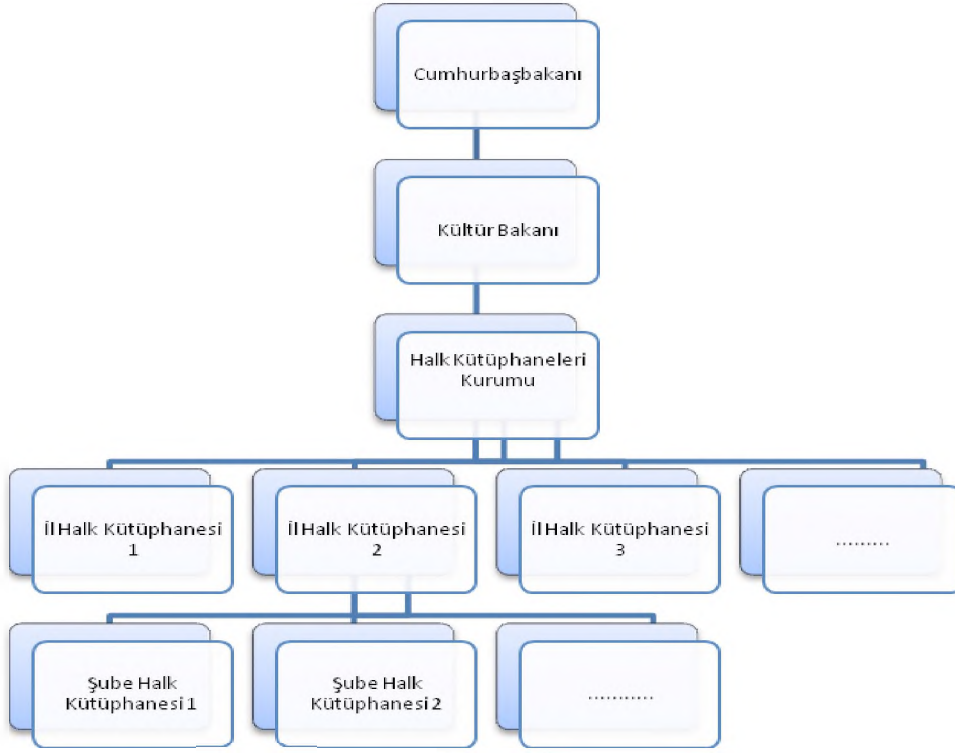 Cumhurbaşbakanı
Kültür Bakanı
Halk Kütüphaneleri
Kurumu
İl Halk Kütüphanesi
1
İl Halk Kütüphanesi
2
İl Halk Kütüphanesi
3
.........
Şube Halk
Kütüphanesi 1
Şube Halk
Kütüphanesi 2
...........